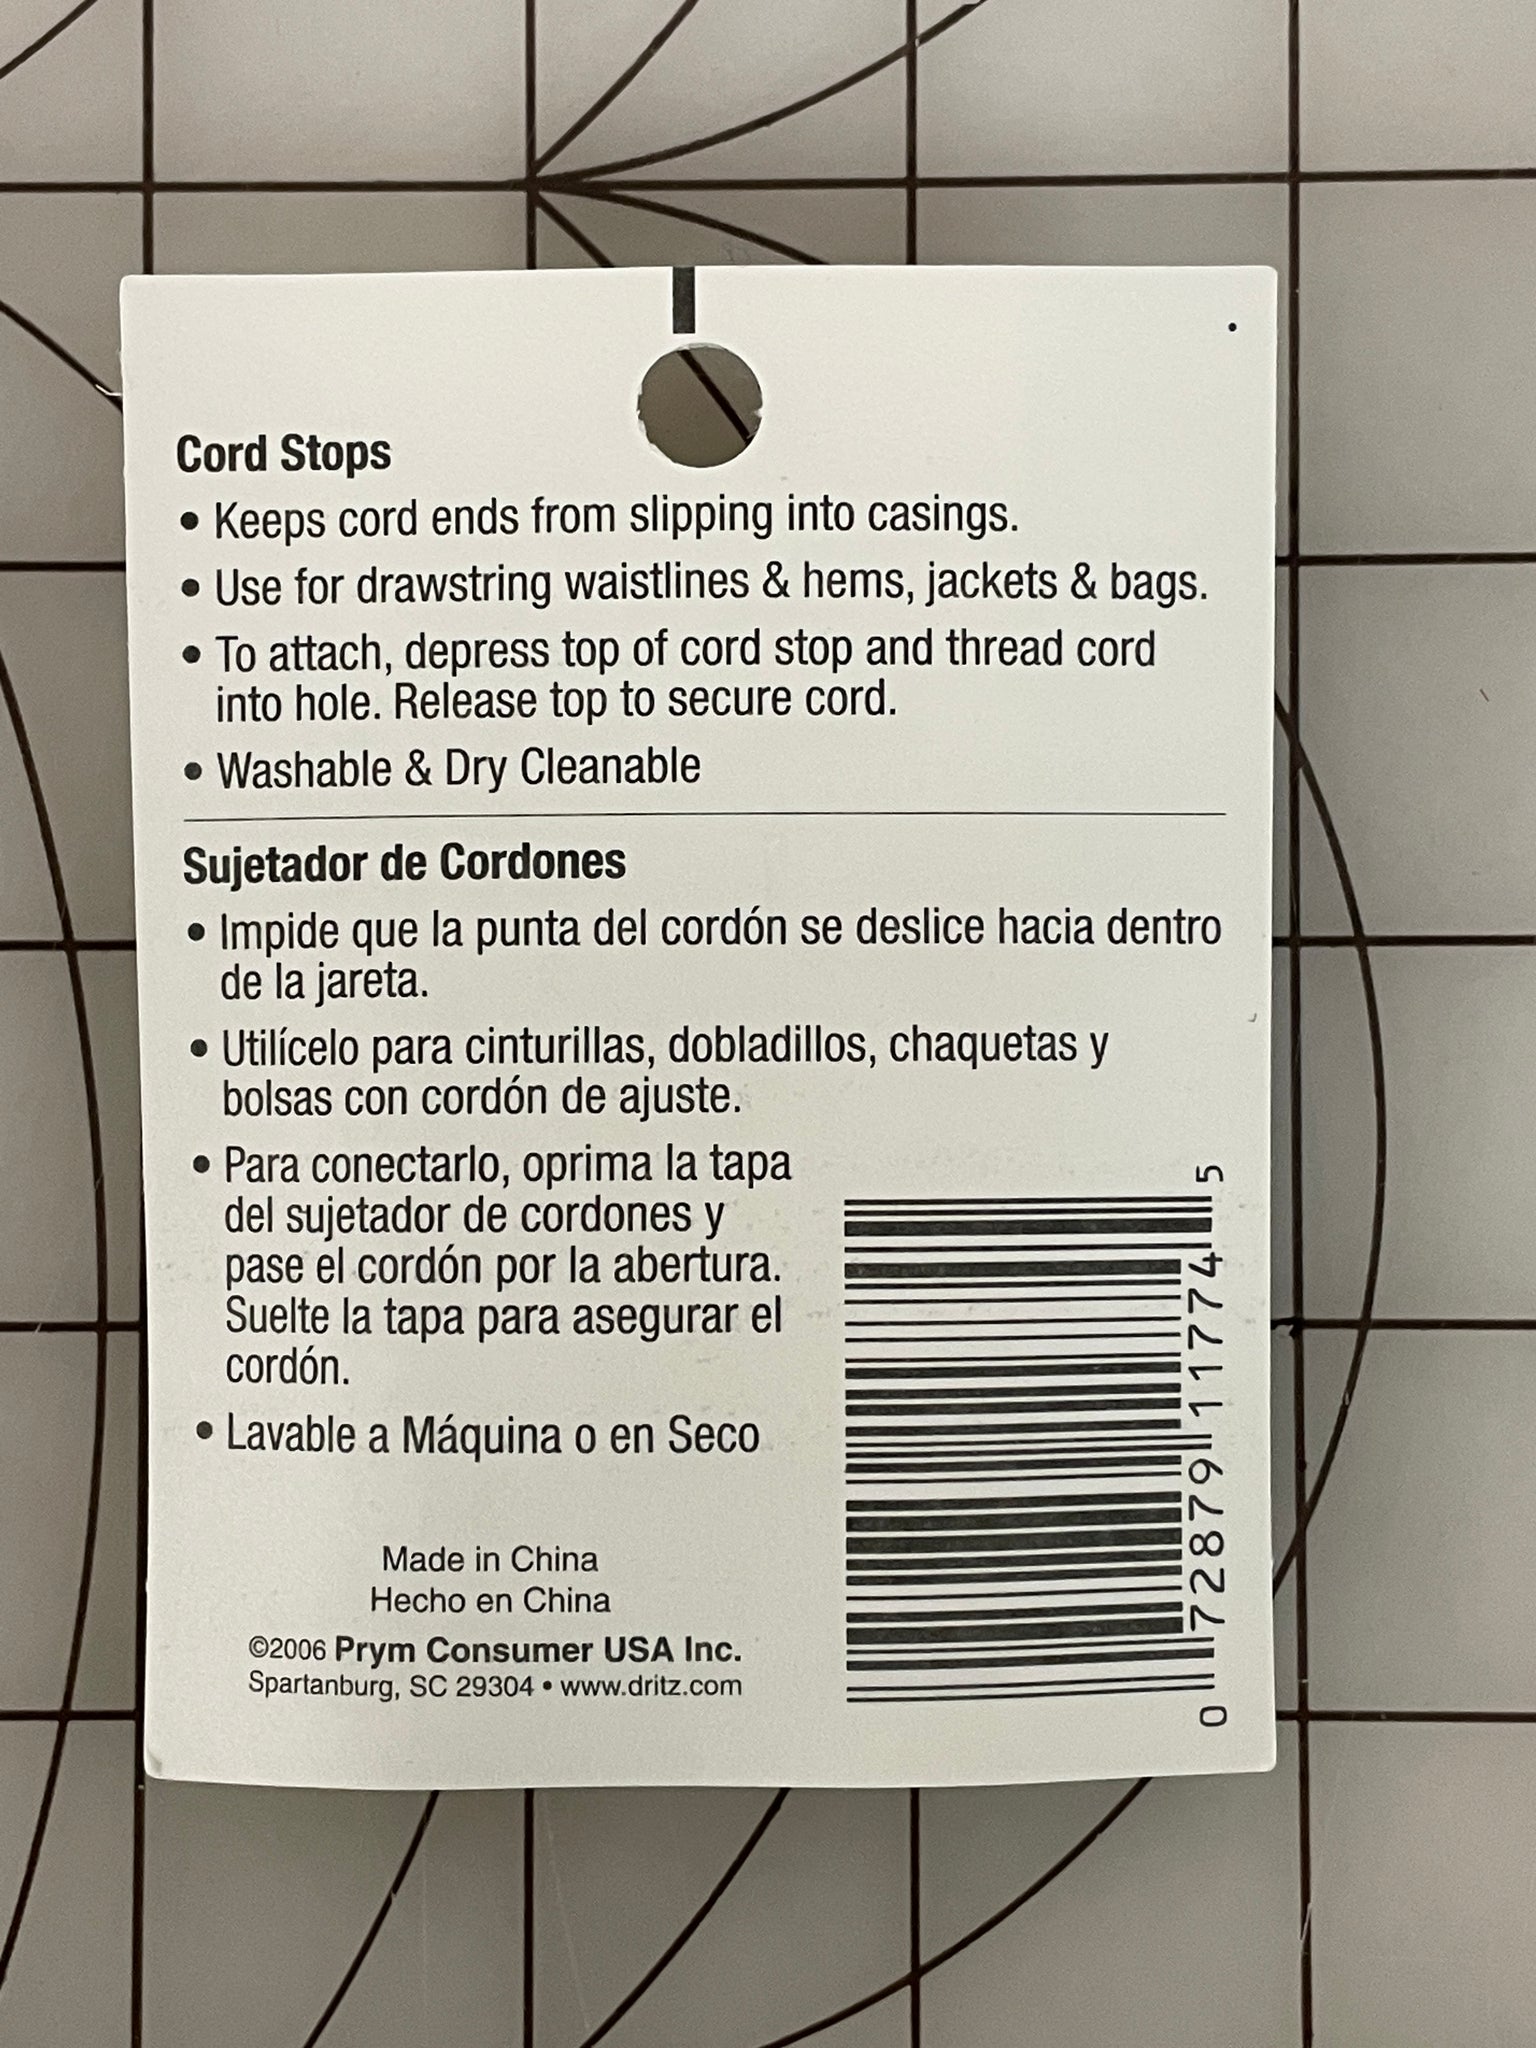 Cord Stops
• Keeps cord ends from slipping into casings.
• Use for drawstring waistlines & hems, jackets & bags.
• To attach, depress top of cord stop and thread cord
into hole. Release top to secure cord.
• Washable & Dry Cleanable
Sujetador de Cordones
• Impide que la punta del cordón se deslice hacia dentro
de la jareta.
• Utilícelo para cinturillas, dobladillos, chaquetas y
bolsas con cordón de ajuste.
• Para conectarlo, oprima la tapa
del sujetador de cordones y
pase el cordón por la abertura.
Suelte la tapa para asegurar el
cordón.
• Lavable a Máquina o en Seco
Made in China
Hecho en China
©2006 Prym Consumer USA Inc.
Spartanburg, SC 29304 • www.dritz.com
0 72879 11774 5